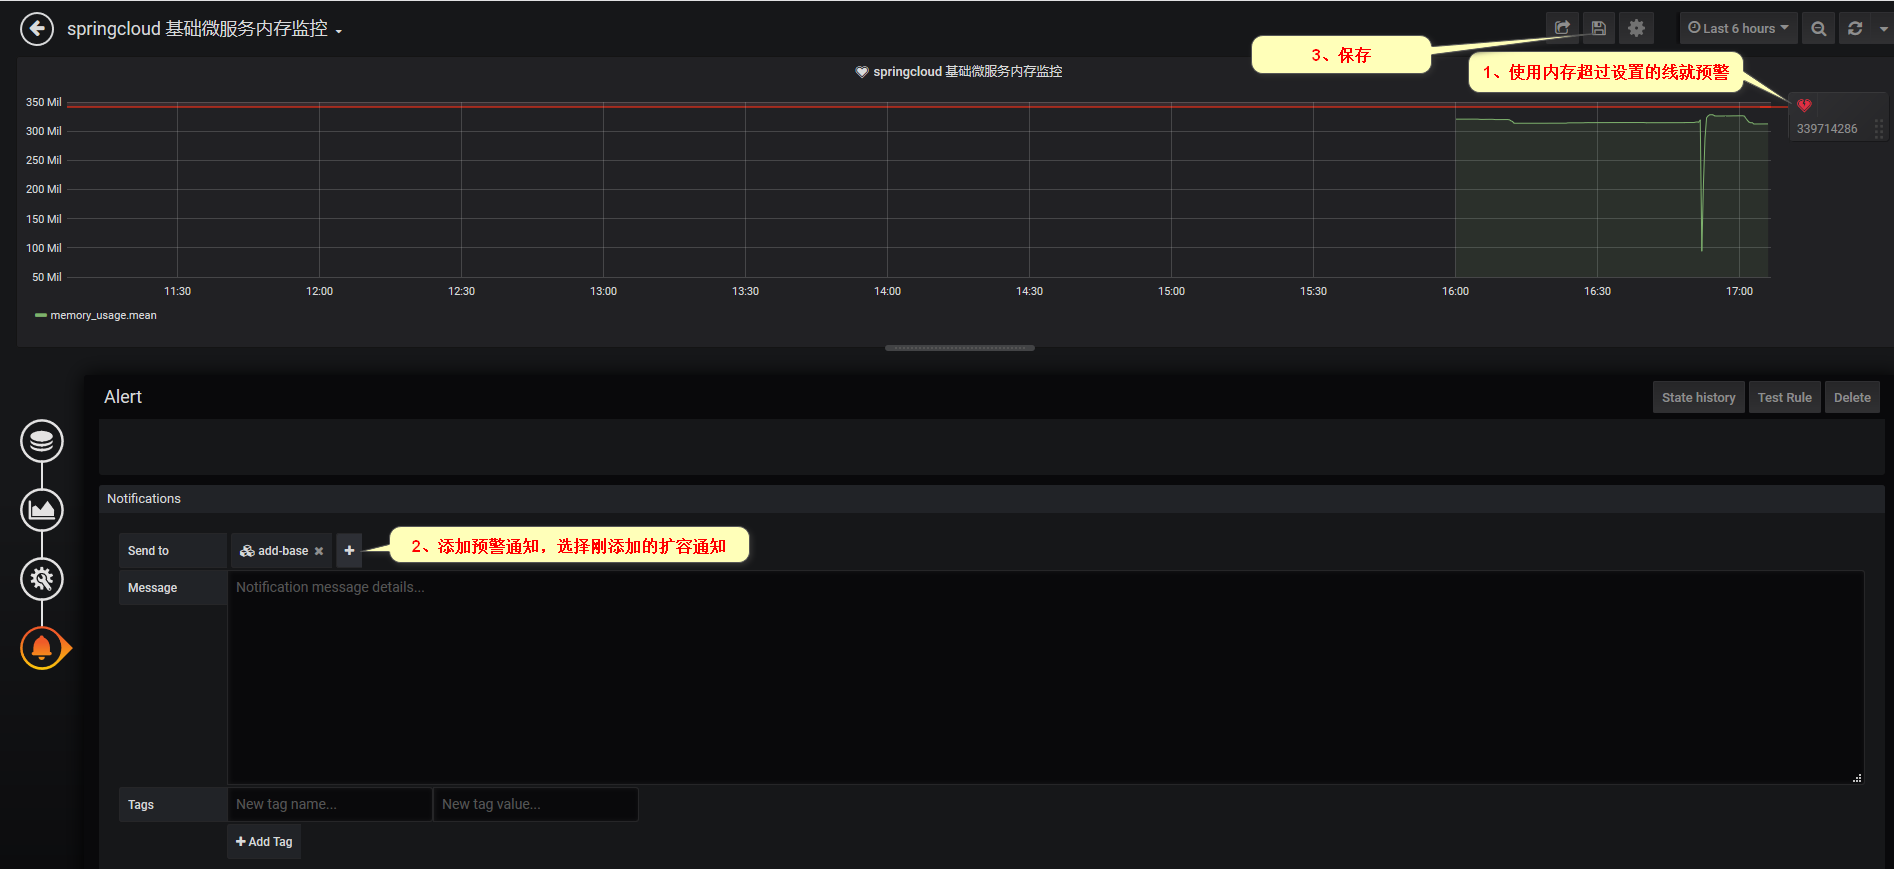 springcloud 基础微服务内存监控
Last 6 hours
3、保存
1、使用内存超过设置的线就预警
springcloud 基础微服务内存监控
339714286
350 Mil
300 Mil
250 Mil
200 Mil
150 Mil
100 Mil
50 Mil
11:30 12:00 12:30 13:00 13:30 14:00 14:30 15:00 15:30 16:00 16:30 17:00
memory_usage.mean
Alert
State history Test Rule Delete
Notifications
Send to add-base
2、添加预警通知，选择刚添加的扩容通知
Message Notification message details...
Tags New tag name... New tag value...
Add Tag